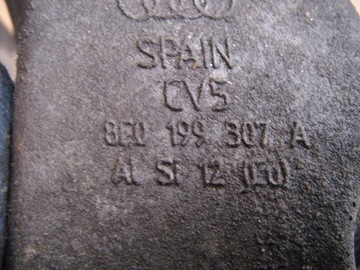 SPAIN
CV5
8E0 199 307 A
Al Si 12 (Cu)